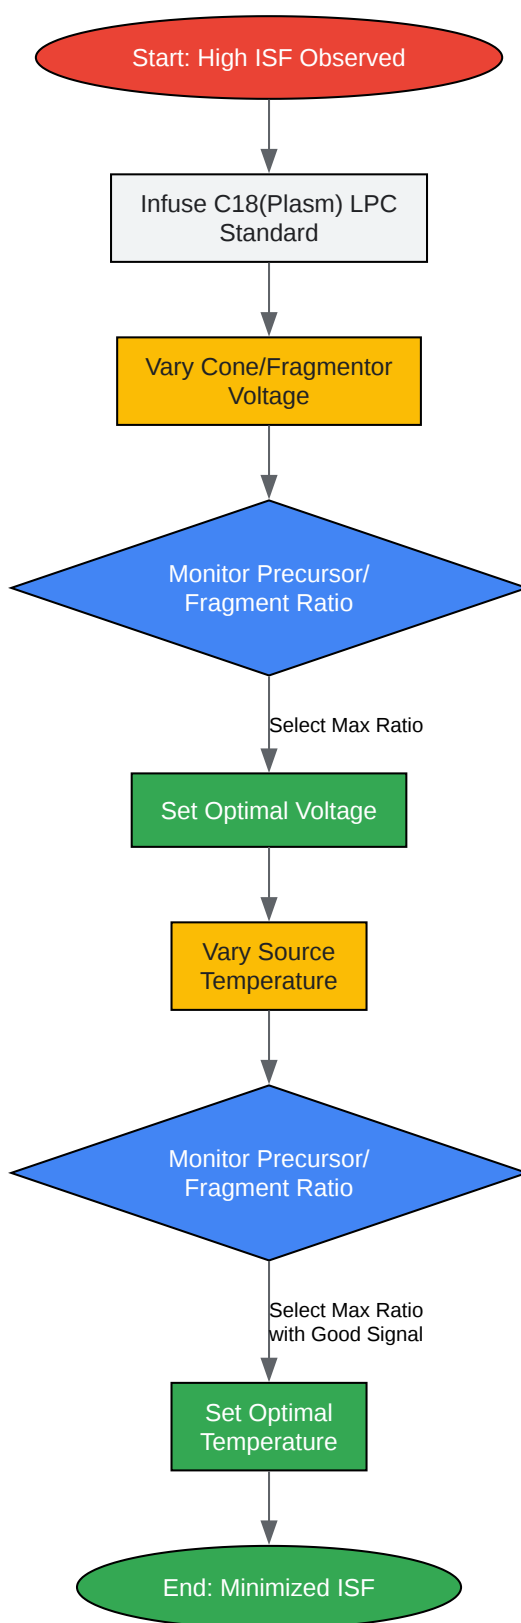 Start: High ISF Observed
Infuse C18(Plasm) LPC
Standard
Vary Cone/Fragmentor
Voltage
Monitor Precursor/
Fragment Ratio
Select Max Ratio
Set Optimal Voltage
Vary Source
Temperature
Monitor Precursor/
Fragment Ratio
Select Max Ratio
with Good Signal
Set Optimal
Temperature
End: Minimized ISF